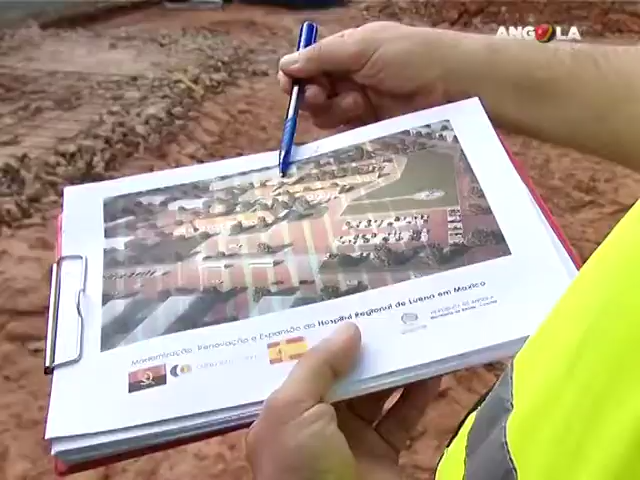 ANGOLA
Modernização, Renovação e Expansão do Hospital Regional de Luena em Moxico
REPÚBLICA DE ANGOLA